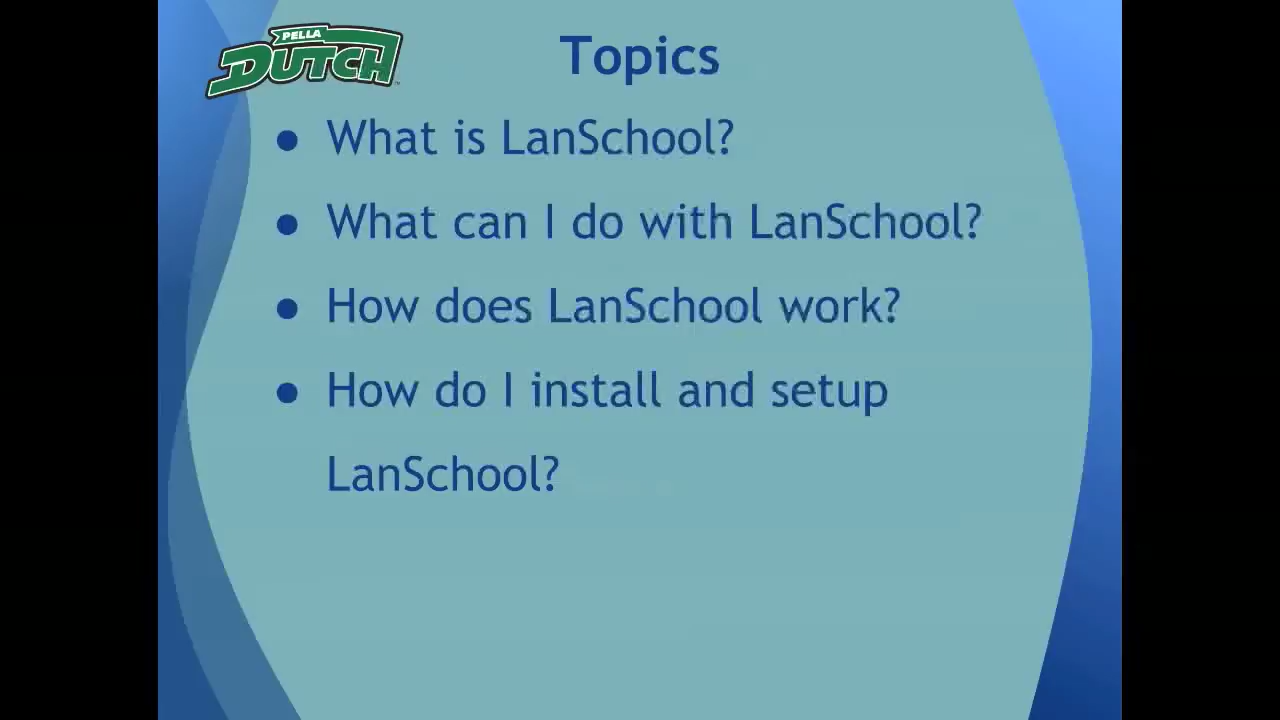 PELLA
DUTCH
Topics
● What is LanSchool?
● What can I do with LanSchool?
● How does LanSchool work?
● How do I install and setup
LanSchool?